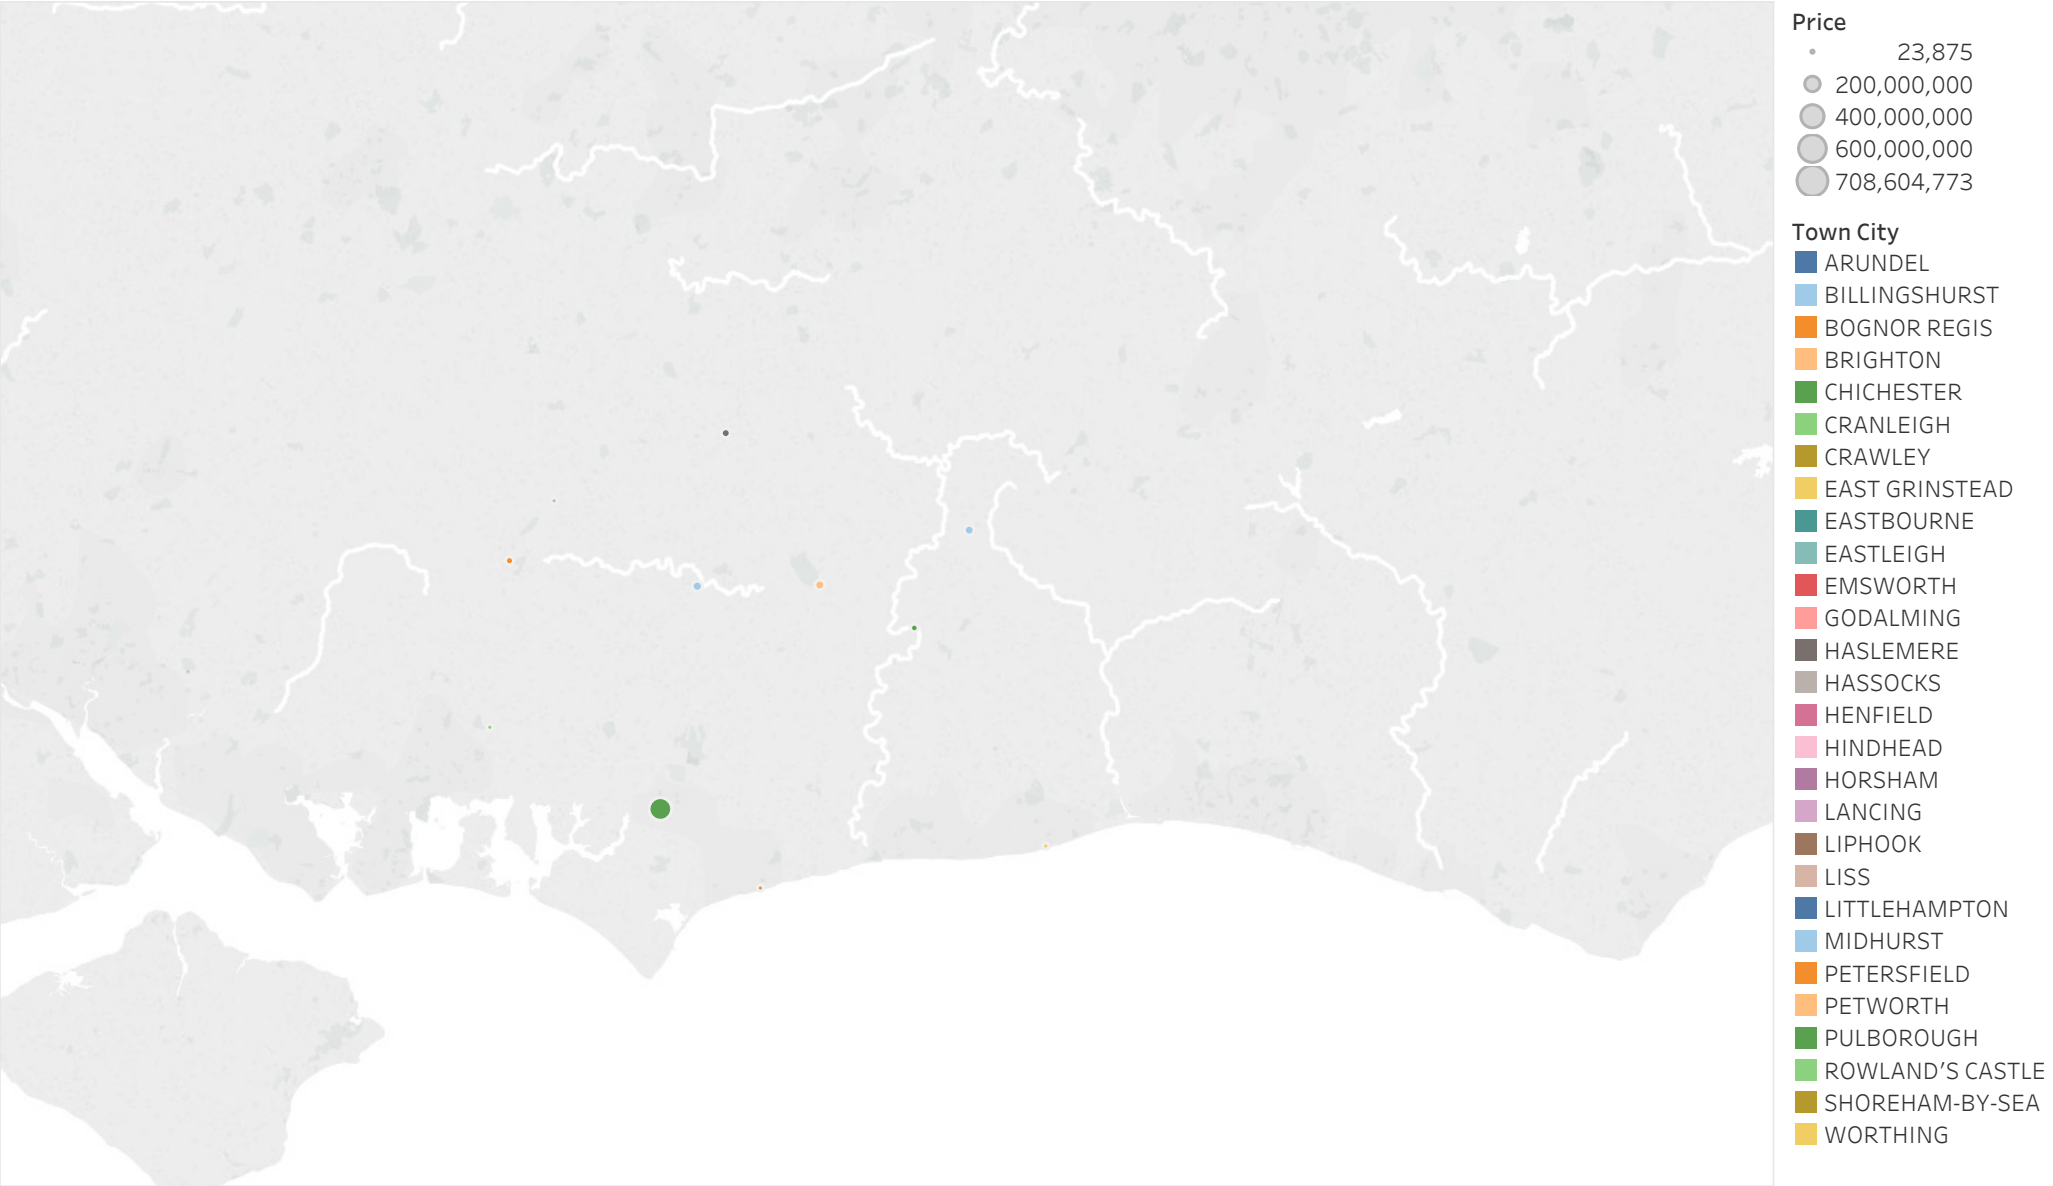 Price
23,875
200,000,000
400,000,000
600,000,000
708,604,773
Town City
ARUNDEL
BILLINGSHURST
BOGNOR REGIS
BRIGHTON
CHICHESTER
CRANLEIGH
CRAWLEY
EAST GRINSTEAD
EASTBOURNE
EASTLEIGH
EMSWORTH
GODALMING
HASLEMERE
HASSOCKS
HENFIELD
HINDHEAD
HORSHAM
LANCING
LIPHOOK
LISS
LITTLEHAMPTON
MIDHURST
PETERSFIELD
PETWORTH
PULBOROUGH
ROWLAND’S CASTLE
SHOREHAM-BY-SEA
WORTHING